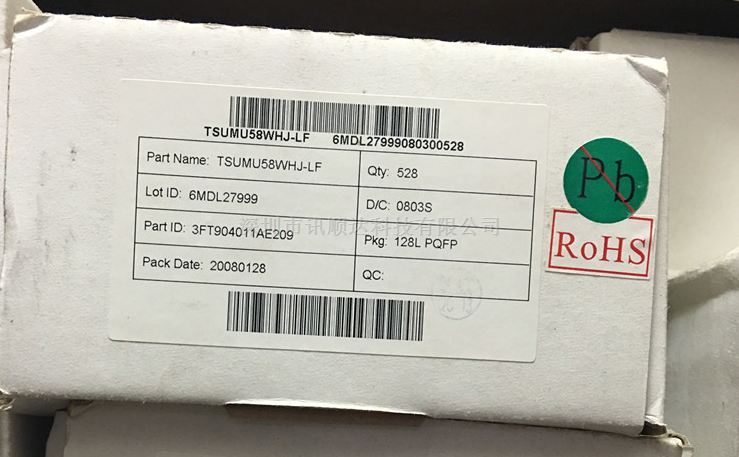 TSUMU58WHJ-LF 6MDL27999080300528
Part Name: TSUMU58WHJ-LF Qty: 528
Lot ID: 6MDL27999 D/C: 0803S
深圳市讯顺达科技有限公司
Part ID: 3FT904011AE209 Pkg: 128L PQFP
Pack Date: 20080128 QC:
Pb
RoHS